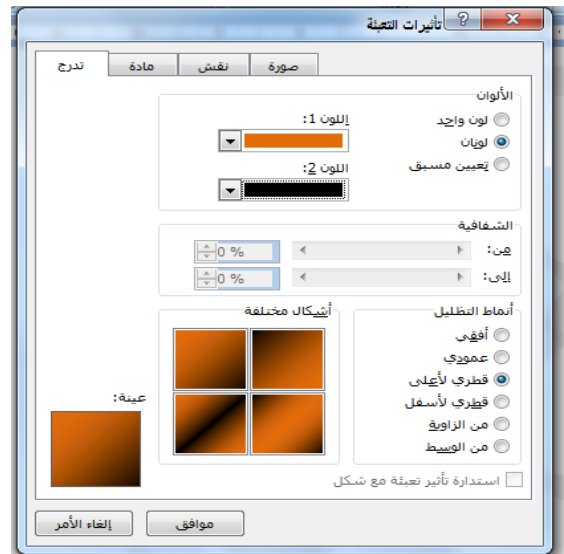 تأثيرات التعبئة
تدرج مادة نقش صورة
الألوان
لون واحد
لونان
تعيين مسبق
اللون 1:
اللون 2:
الشفافية
من: 0 %
إلى: 0 %
أنماط التظليل
أفقي
عمودي
قطري لأعلى
قطري لأسفل
من الزاوية
من الوسط
أشكال مختلفة
عينة:
استدارة تأثير تعبئة مع شكل
موافق
إلغاء الأمر